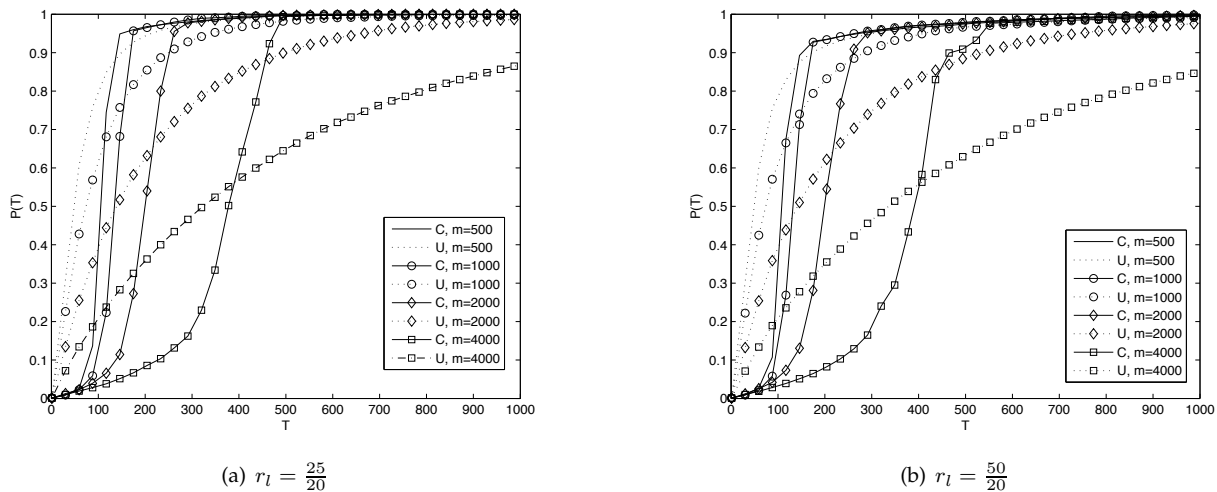 1
0.9
0.8
0.7
0.6
0.5
0.4
0.3
0.2
0.1
0
P(T)
0 100 200 300 400 500 600 700 800 900 1000
T
C, m=500
U, m=500
C, m=1000
U, m=1000
C, m=2000
U, m=2000
C, m=4000
U, m=4000
(a) r_l = 25/20
1
0.9
0.8
0.7
0.6
0.5
0.4
0.3
0.2
0.1
0
P(T)
0 100 200 300 400 500 600 700 800 900 1000
T
C, m=500
U, m=500
C, m=1000
U, m=1000
C, m=2000
U, m=2000
C, m=4000
U, m=4000
(b) r_l = 50/20